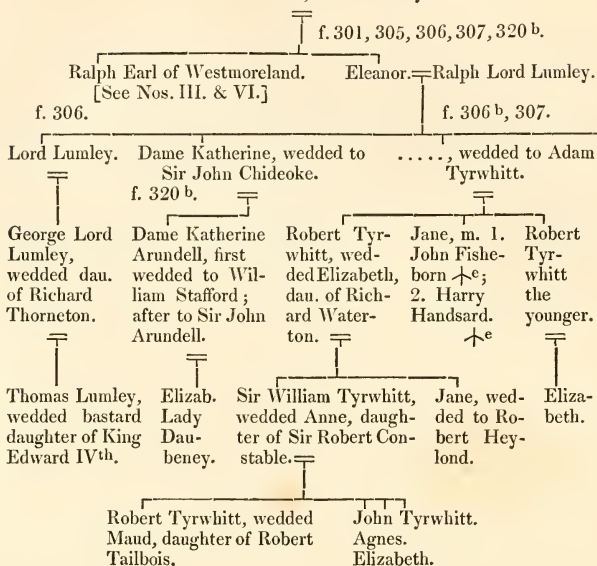 f. 301, 305, 306, 307, 320 b.
Ralph Earl of Westmoreland.
[See Nos. III. & VI.]
Eleanor.
Ralph Lord Lumley.
f. 306.
f. 306 b, 307.
Lord Lumley.
Dame Katherine, wedded to
Sir John Chideoke.
....., wedded to Adam
Tyrwhitt.
f. 320 b.
George Lord
Lumley,
wedded dau.
of Richard
Thorneton.
Dame Katherine
Arundell, first
wedded to Wil-
liam Stafford;
after to Sir John
Arundell.
Robert Tyr-
whitt, wed-
ded Elizabeth,
dau. of Rich-
ard Water-
ton.
Jane, m. 1.
John Fishe-
born e;
2. Harry
Handsard.
e
Robert
Tyr-
whitt
the
younger.
Thomas Lumley,
wedded bastard
daughter of King
Edward IVth.
Elizab.
Lady
Dau-
beney.
Sir William Tyrwhitt,
wedded Anne, daugh-
ter of Sir Robert Con-
stable.
Jane, wed-
ded to Ro-
bert Hey-
lond.
Eliza-
beth.
Robert Tyrwhitt, wedded
Maud, daughter of Robert
Tailbois.
John Tyrwhitt.
Agnes.
Elizabeth.